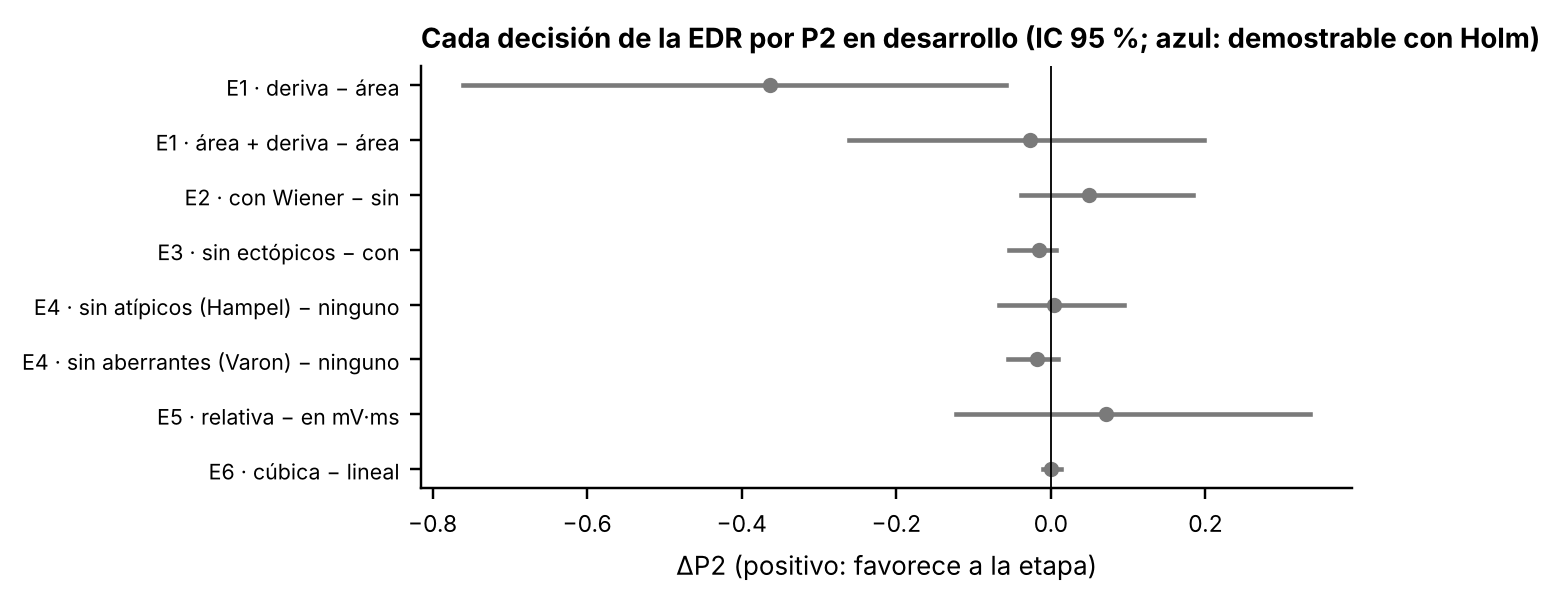 Cada decisión de la EDR por P2 en desarrollo (IC 95 %; azul: demostrable con Holm)
E1 · deriva − área
E1 · área + deriva − área
E2 · con Wiener − sin
E3 · sin ectópicos − con
E4 · sin atípicos (Hampel) − ninguno
E4 · sin aberrantes (Varon) − ninguno
E5 · relativa − en mV·ms
E6 · cúbica − lineal
−0.8 −0.6 −0.4 −0.2 0.0 0.2
ΔP2 (positivo: favorece a la etapa)